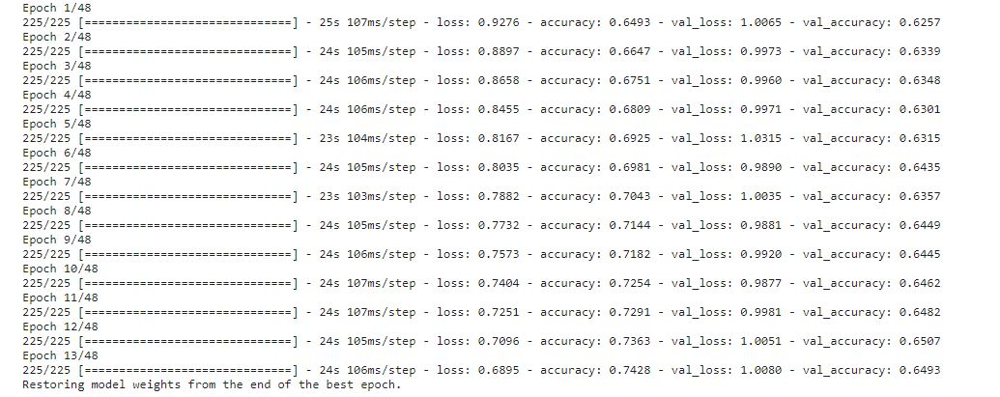 Epoch 1/48
225/225 [==============================] - 25s 107ms/step - loss: 0.9276 - accuracy: 0.6493 - val_loss: 1.0065 - val_accuracy: 0.6257
Epoch 2/48
225/225 [==============================] - 24s 105ms/step - loss: 0.8897 - accuracy: 0.6647 - val_loss: 0.9973 - val_accuracy: 0.6339
Epoch 3/48
225/225 [==============================] - 24s 106ms/step - loss: 0.8658 - accuracy: 0.6751 - val_loss: 0.9960 - val_accuracy: 0.6348
Epoch 4/48
225/225 [==============================] - 24s 106ms/step - loss: 0.8455 - accuracy: 0.6809 - val_loss: 0.9971 - val_accuracy: 0.6301
Epoch 5/48
225/225 [==============================] - 23s 104ms/step - loss: 0.8167 - accuracy: 0.6925 - val_loss: 1.0315 - val_accuracy: 0.6315
Epoch 6/48
225/225 [==============================] - 24s 105ms/step - loss: 0.8035 - accuracy: 0.6981 - val_loss: 0.9890 - val_accuracy: 0.6435
Epoch 7/48
225/225 [==============================] - 23s 103ms/step - loss: 0.7882 - accuracy: 0.7043 - val_loss: 1.0035 - val_accuracy: 0.6357
Epoch 8/48
225/225 [==============================] - 24s 105ms/step - loss: 0.7732 - accuracy: 0.7144 - val_loss: 0.9881 - val_accuracy: 0.6449
Epoch 9/48
225/225 [==============================] - 24s 106ms/step - loss: 0.7573 - accuracy: 0.7182 - val_loss: 0.9920 - val_accuracy: 0.6445
Epoch 10/48
225/225 [==============================] - 24s 107ms/step - loss: 0.7404 - accuracy: 0.7254 - val_loss: 0.9877 - val_accuracy: 0.6462
Epoch 11/48
225/225 [==============================] - 24s 107ms/step - loss: 0.7251 - accuracy: 0.7291 - val_loss: 0.9981 - val_accuracy: 0.6482
Epoch 12/48
225/225 [==============================] - 24s 105ms/step - loss: 0.7096 - accuracy: 0.7363 - val_loss: 1.0051 - val_accuracy: 0.6507
Epoch 13/48
225/225 [==============================] - 24s 106ms/step - loss: 0.6895 - accuracy: 0.7428 - val_loss: 1.0080 - val_accuracy: 0.6493
Restoring model weights from the end of the best epoch.